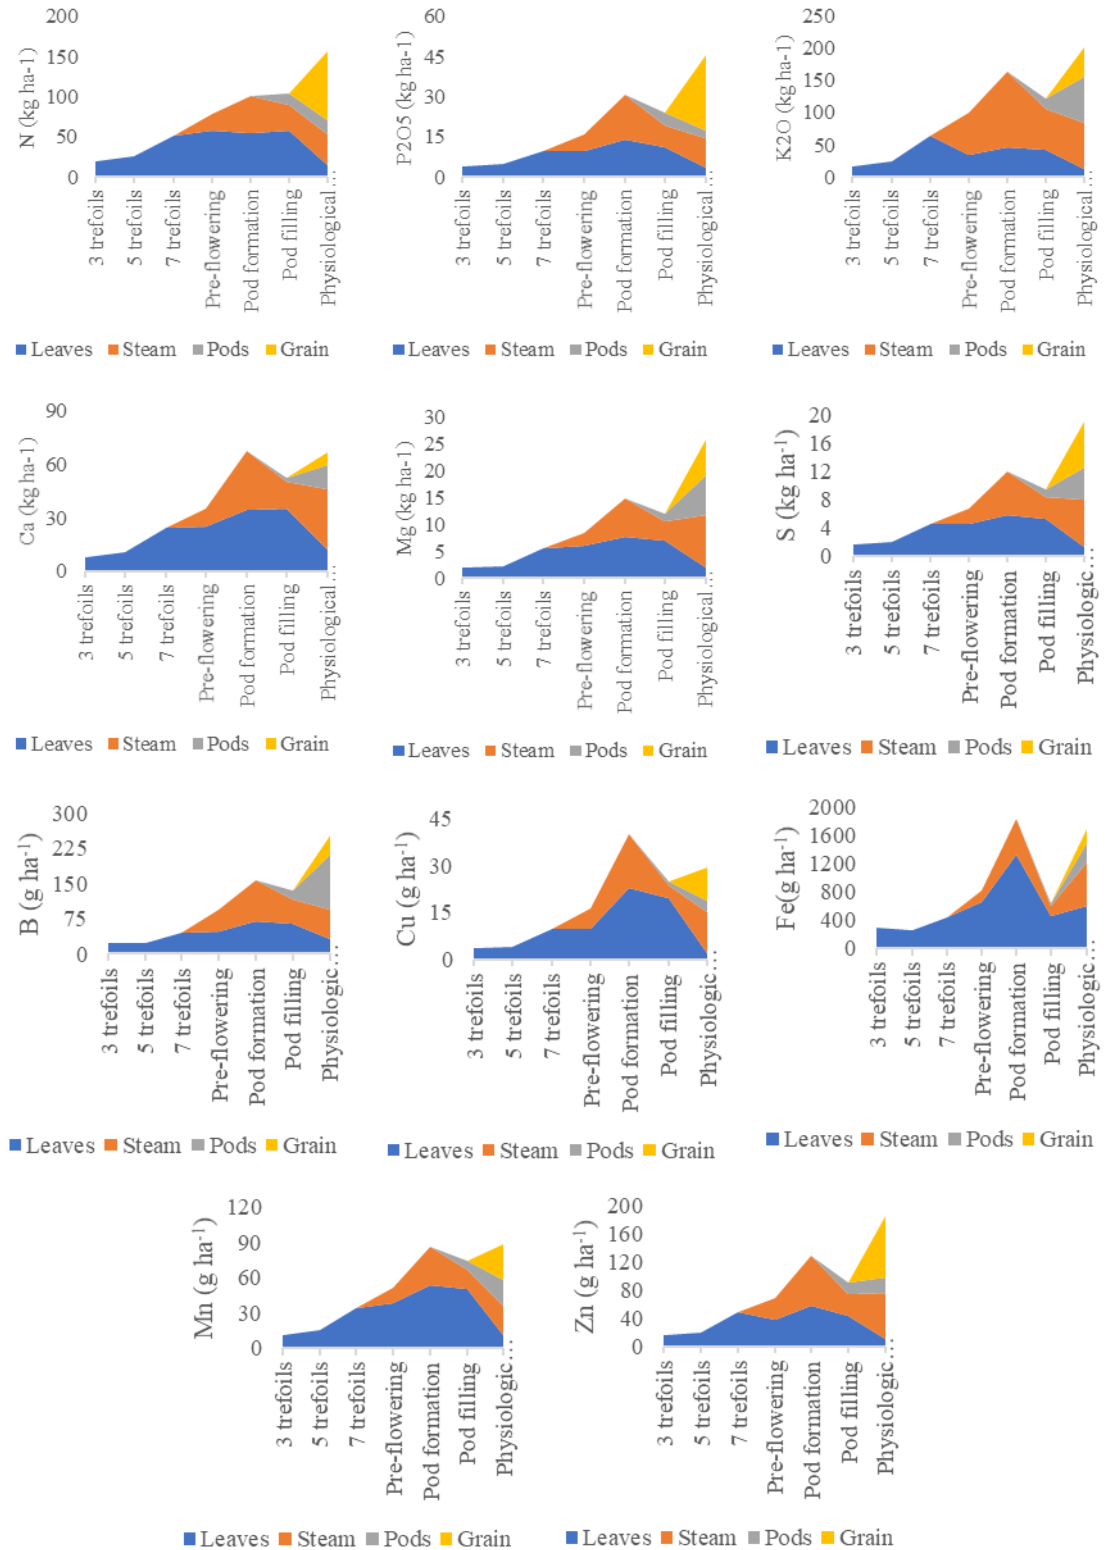 N (kg ha-1)
200
150
100
50
0
3 trefoils
5 trefoils
7 trefoils
Pre-flowering
Pod formation
Pod filling
Physiological…
Leaves Steam Pods Grain
P2O5 (kg ha-1)
60
45
30
15
0
3 trefoils
5 trefoils
7 trefoils
Pre-flowering
Pod formation
Pod filling
Physiological…
Leaves Steam Pods Grain
K2O (kg ha-1)
250
200
150
100
50
0
3 trefoils
5 trefoils
7 trefoils
Pre-flowering
Pod formation
Pod filling
Physiological…
Leaves Steam Pods Grain
Ca (kg ha-1)
90
60
30
0
3 trefoils
5 trefoils
7 trefoils
Pre-flowering
Pod formation
Pod filling
Physiological…
Leaves Steam Pods Grain
Mg (kg ha-1)
30
25
20
15
10
5
0
3 trefoils
5 trefoils
7 trefoils
Pre-flowering
Pod formation
Pod filling
Physiological…
Leaves Steam Pods Grain
S (kg ha⁻¹)
20
16
12
8
4
0
3 trefoils
5 trefoils
7 trefoils
Pre-flowering
Pod formation
Pod filling
Physiologic…
Leaves Steam Pods Grain
B (g ha⁻¹)
300
225
150
75
0
3 trefoils
5 trefoils
7 trefoils
Pre-flowering
Pod formation
Pod filling
Physiologic…
Leaves Steam Pods Grain
Cu (g ha⁻¹)
45
30
15
0
3 trefoils
5 trefoils
7 trefoils
Pre-flowering
Pod formation
Pod filling
Physiologic…
Leaves Steam Pods Grain
Fe(g ha⁻¹)
2000
1600
1200
800
400
0
3 trefoils
5 trefoils
7 trefoils
Pre-flowering
Pod formation
Pod filling
Physiologic…
Leaves Steam Pods Grain
Mn (g ha⁻¹)
120
90
60
30
0
3 trefoils
5 trefoils
7 trefoils
Pre-flowering
Pod formation
Pod filling
Physiologic…
Leaves Steam Pods Grain
Zn (g ha⁻¹)
200
160
120
80
40
0
3 trefoils
5 trefoils
7 trefoils
Pre-flowering
Pod formation
Pod filling
Physiologic…
Leaves Steam Pods Grain